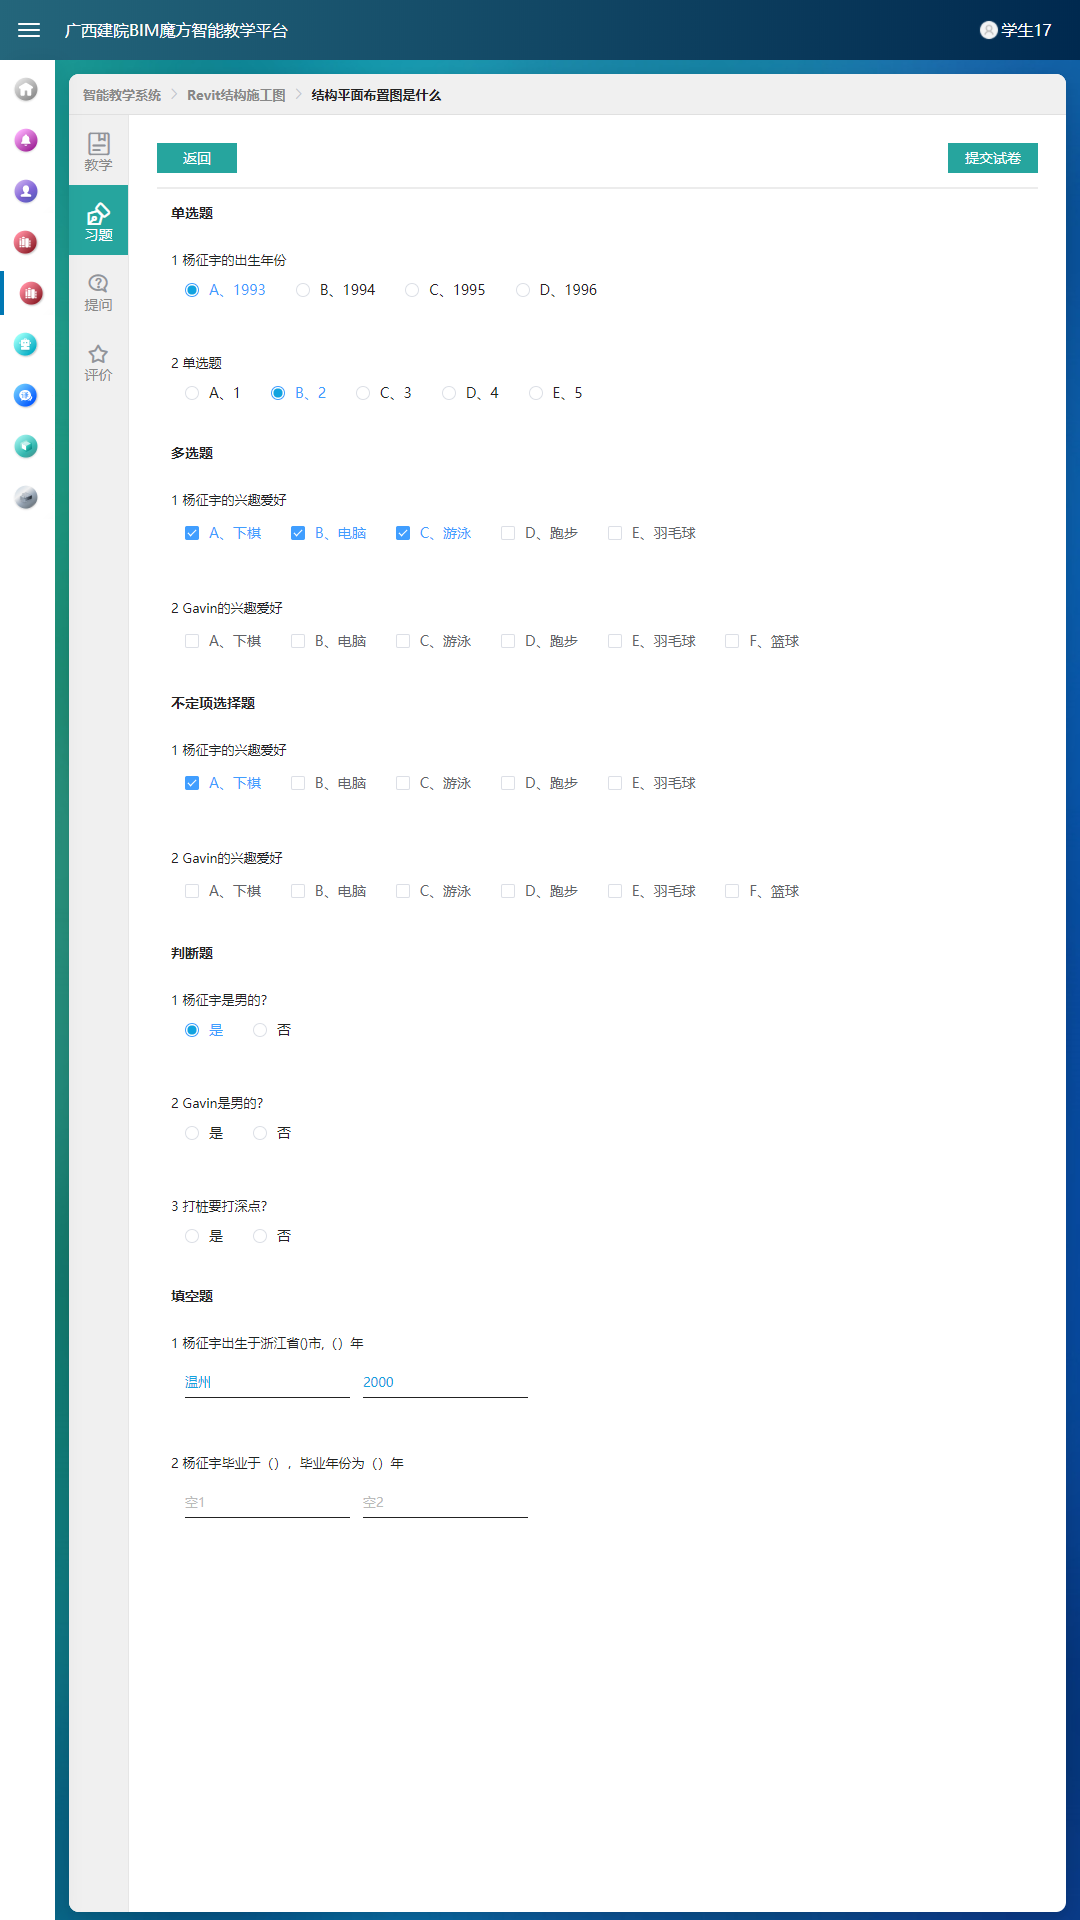 广西建院BIM魔方智能教学平台
学生17
智能教学系统 > Revit结构施工图 > 结构平面布置图是什么
教学
习题
提问
评价
返回
提交试卷
单选题
1 杨征宇的出生年份
A、1993 B、1994 C、1995 D、1996
2 单选题
A、1 B、2 C、3 D、4 E、5
多选题
1 杨征宇的兴趣爱好
A、下棋 B、电脑 C、游泳 D、跑步 E、羽毛球
2 Gavin的兴趣爱好
A、下棋 B、电脑 C、游泳 D、跑步 E、羽毛球 F、篮球
不定项选择题
1 杨征宇的兴趣爱好
A、下棋 B、电脑 C、游泳 D、跑步 E、羽毛球
2 Gavin的兴趣爱好
A、下棋 B、电脑 C、游泳 D、跑步 E、羽毛球 F、篮球
判断题
1 杨征宇是男的?
是 否
2 Gavin是男的?
是 否
3 打桩要打深点?
是 否
填空题
1 杨征宇出生于浙江省()市,（）年
温州 2000
2 杨征宇毕业于（），毕业年份为（）年
空1 空2